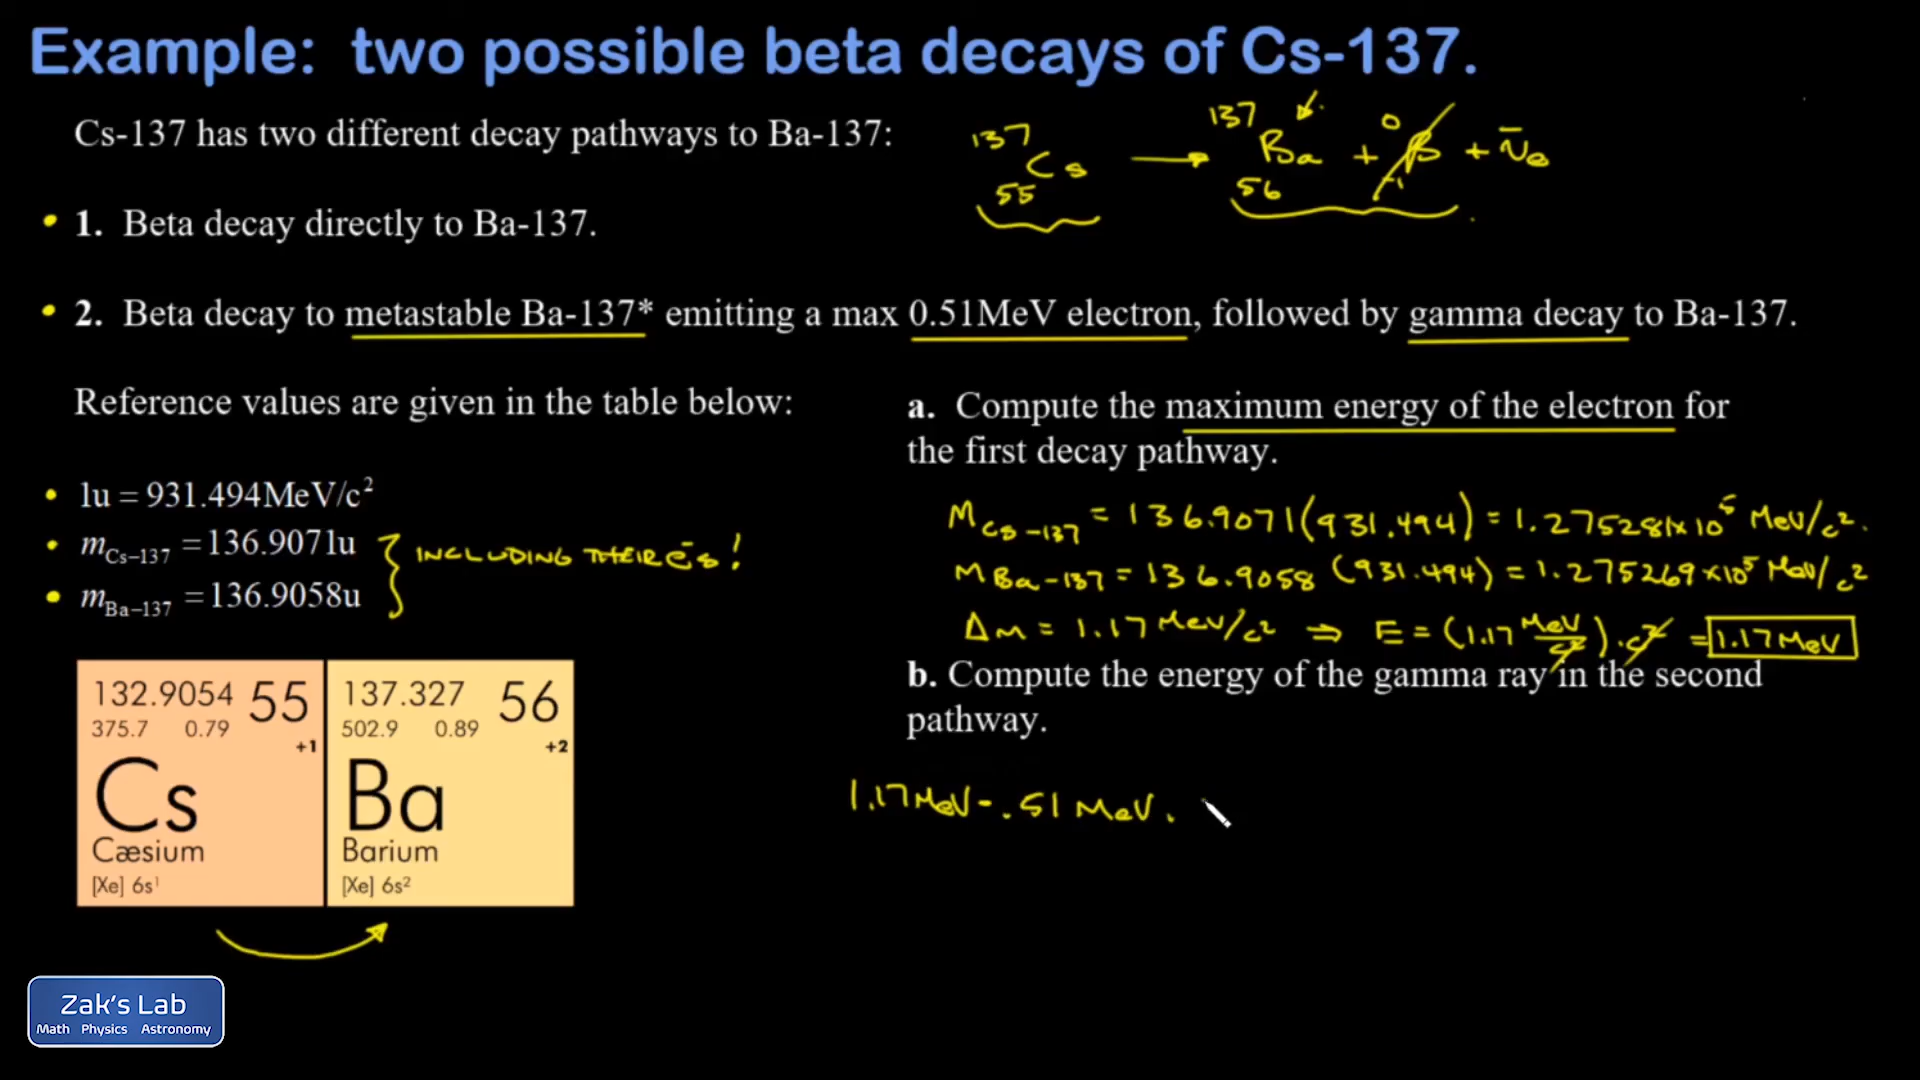 Example: two possible beta decays of Cs-137.
Cs-137 has two different decay pathways to Ba-137:
137 55 Cs → 137 56 Ba + 0 -1 β + ν̄e
• 1. Beta decay directly to Ba-137.
• 2. Beta decay to metastable Ba-137* emitting a max 0.51MeV electron, followed by gamma decay to Ba-137.
Reference values are given in the table below:
• 1u = 931.494MeV/c²
• mCs-137 = 136.9071u
• mBa-137 = 136.9058u
} INCLUDING THEIR e⁻s!
a. Compute the maximum energy of the electron for
the first decay pathway.
MCs-137 = 136.9071(931.494) = 1.275281×10⁵ MeV/c².
MBa-137 = 136.9058 (931.494) = 1.275269×10⁵ MeV/c²
ΔM = 1.17 MeV/c² ⇒ E = (1.17 MeV/c²)·c² = 1.17MeV
b. Compute the energy of the gamma ray in the second
pathway.
1.17MeV - .51 MeV.
132.9054 55
375.7 0.79
+1
Cs
Cæsium
[Xe] 6s¹
137.327 56
502.9 0.89
+2
Ba
Barium
[Xe] 6s²
Zak's Lab
Math Physics Astronomy